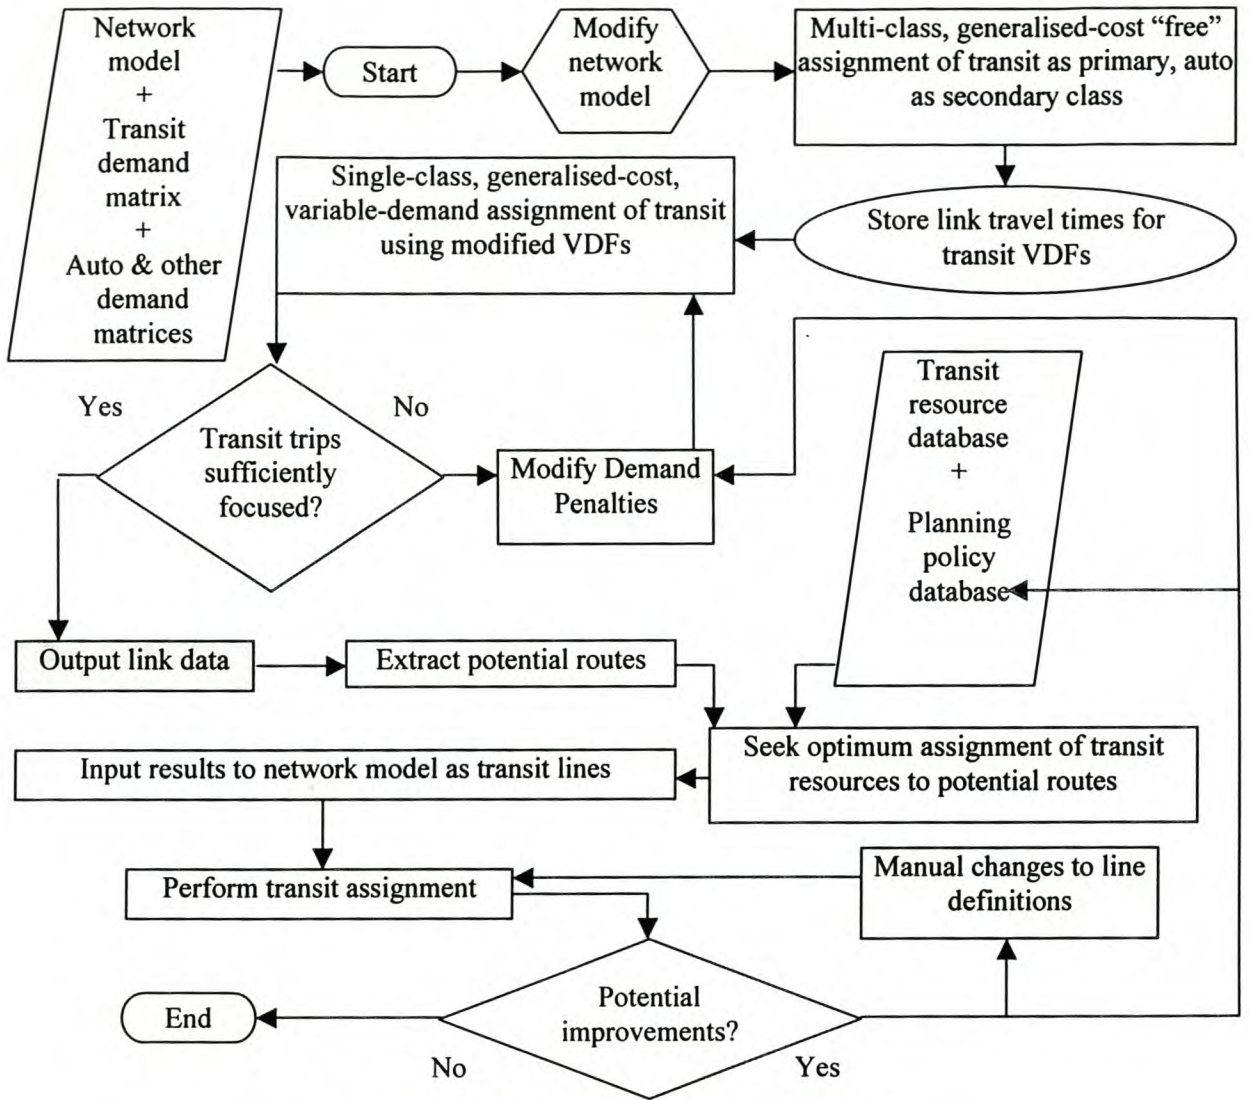 Network
model
+
Transit
demand
matrix
+
Auto & other
demand
matrices
Start
Modify
network
model
Multi-class, generalised-cost “free”
assignment of transit as primary, auto
as secondary class
Store link travel times for
transit VDFs
Single-class, generalised-cost,
variable-demand assignment of transit
using modified VDFs
Yes
No
Transit trips
sufficiently
focused?
Modify Demand
Penalties
Transit
resource
database
+
Planning
policy
database
Output link data
Extract potential routes
Seek optimum assignment of transit
resources to potential routes
Input results to network model as transit lines
Perform transit assignment
Manual changes to line
definitions
Potential
improvements?
End
No
Yes